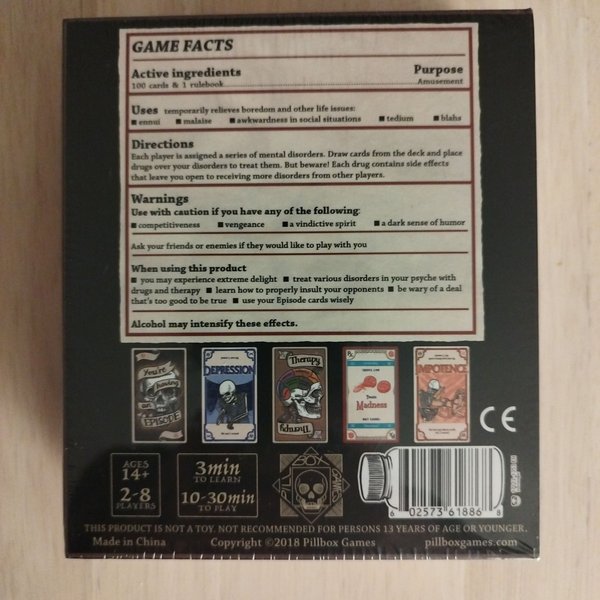 GAME FACTS
Active ingredients Purpose
100 cards & 1 rulebook Amusement
Uses temporarily relieves boredom and other life issues:
■ ennui ■ malaise ■ awkwardness in social situations ■ tedium ■ blahs
Directions
Each player is assigned a series of mental disorders. Draw cards from the deck and place
drugs over your disorders to treat them. But beware! Each drug contains side effects
that leave you open to receiving more disorders from other players.
Warnings
Use with caution if you have any of the following:
■ competitiveness ■ vengeance ■ a vindictive spirit ■ a dark sense of humor
Ask your friends or enemies if they would like to play with you
When using this product
■ you may experience extreme delight ■ treat various disorders in your psyche with
drugs and therapy ■ learn how to properly insult your opponents ■ be wary of a deal
that's too good to be true ■ use your Episode cards wisely
Alcohol may intensify these effects.
You're
having
an
EPISODE
DEPRESSION
Therapy
Therapy
Madness
IMPOTENCE
CE
AGES
14+
2-8
PLAYERS
3min
TO LEARN
10-30min
TO PLAY
PILLBOX GAMES
6 02573 61886 8
THIS PRODUCT IS NOT A TOY. NOT RECOMMENDED FOR PERSONS 13 YEARS OF AGE OR YOUNGER.
Made in China Copyright ©2018 Pillbox Games pillboxgames.com